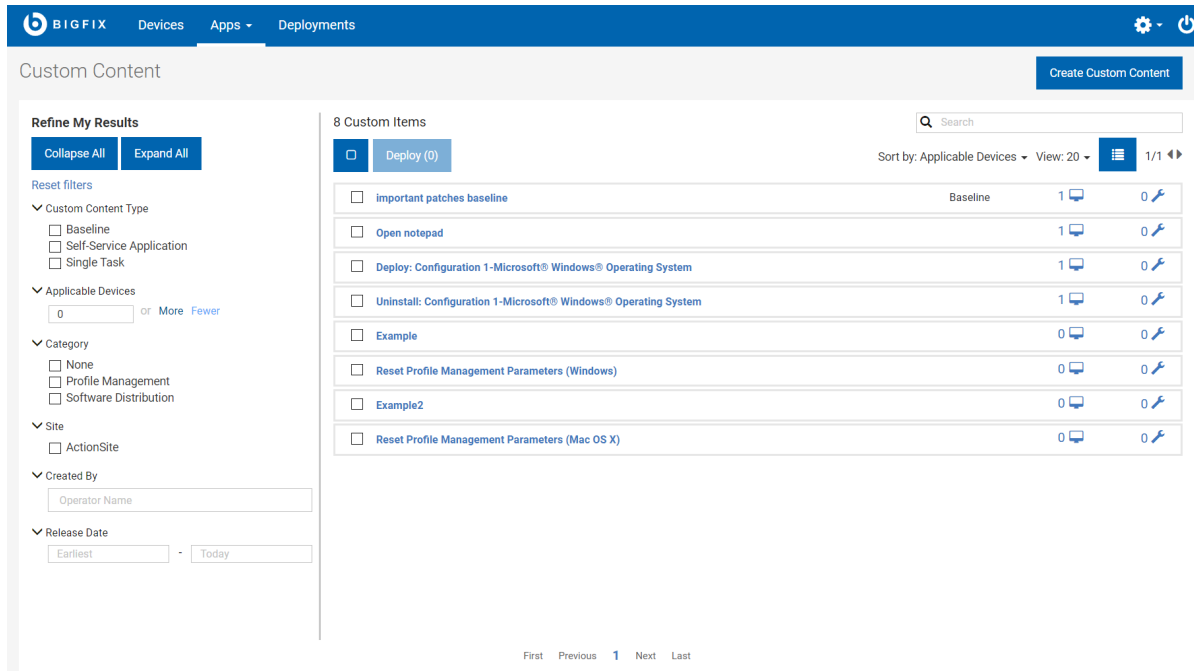 BIGFIX Devices Apps Deployments
Custom Content
Create Custom Content
Refine My Results
Collapse All Expand All
Reset filters
Custom Content Type
Baseline
Self-Service Application
Single Task
Applicable Devices
0 or More Fewer
Category
None
Profile Management
Software Distribution
Site
ActionSite
Created By
Operator Name
Release Date
Earliest - Today
8 Custom Items
Search
Deploy (0)
Sort by: Applicable Devices View: 20 1/1
important patches baseline Baseline 1 0
Open notepad 1 0
Deploy: Configuration 1-Microsoft® Windows® Operating System 1 0
Uninstall: Configuration 1-Microsoft® Windows® Operating System 1 0
Example 0 0
Reset Profile Management Parameters (Windows) 0 0
Example2 0 0
Reset Profile Management Parameters (Mac OS X) 0 0
First Previous 1 Next Last